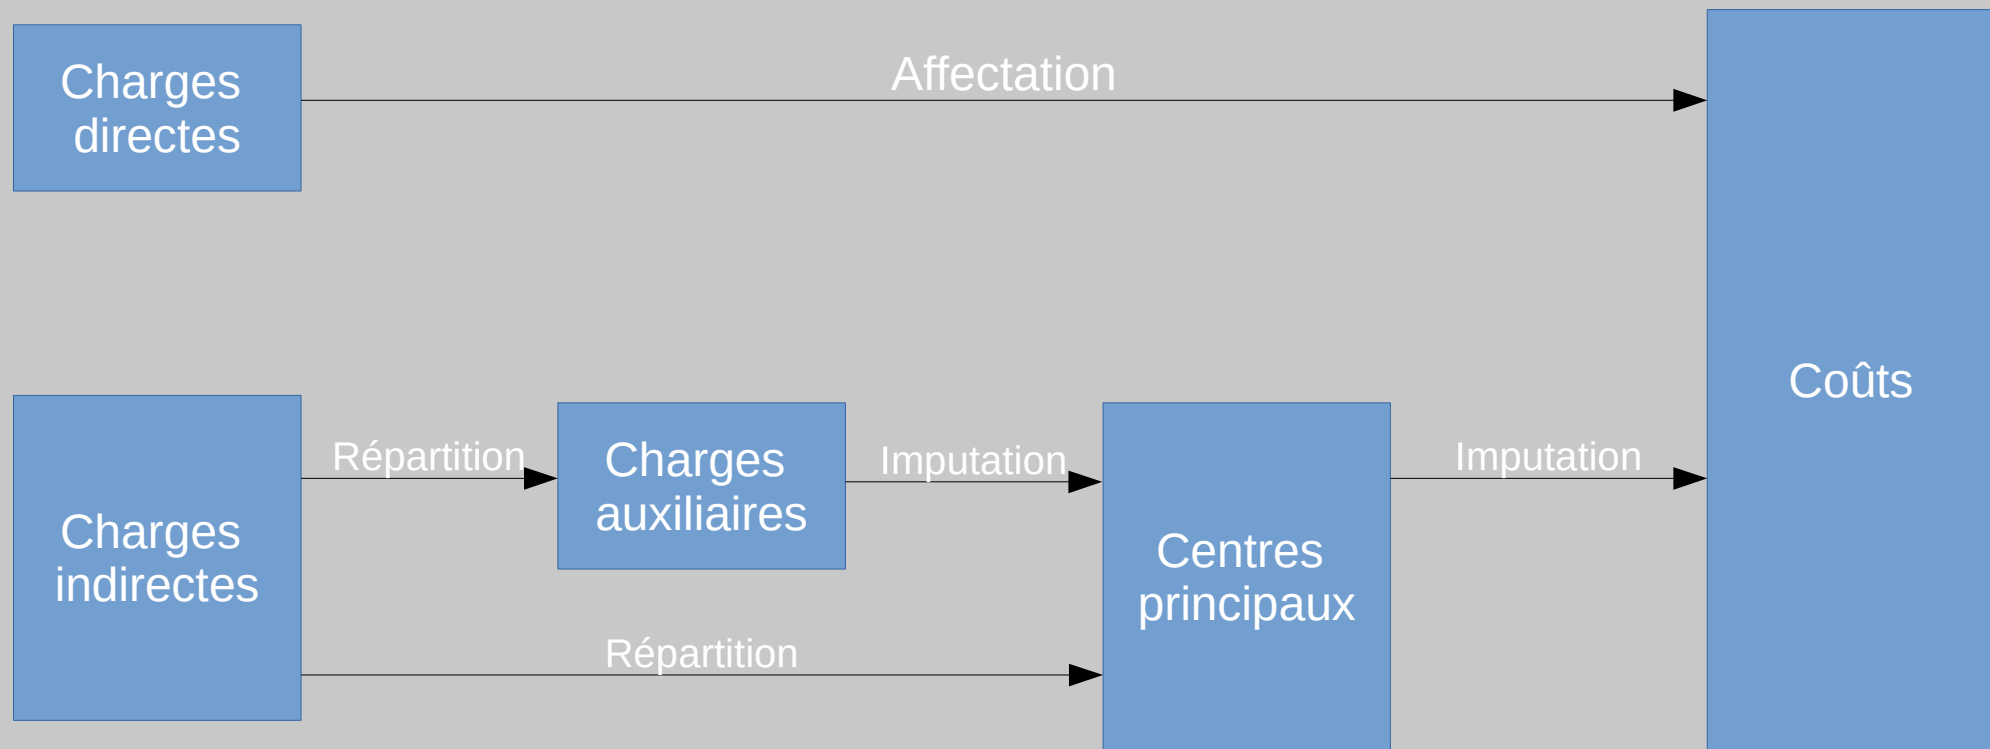 Charges
directes
Affectation
Coûts
Charges
indirectes
Répartition
Charges
auxiliaires
Imputation
Centres
principaux
Imputation
Répartition